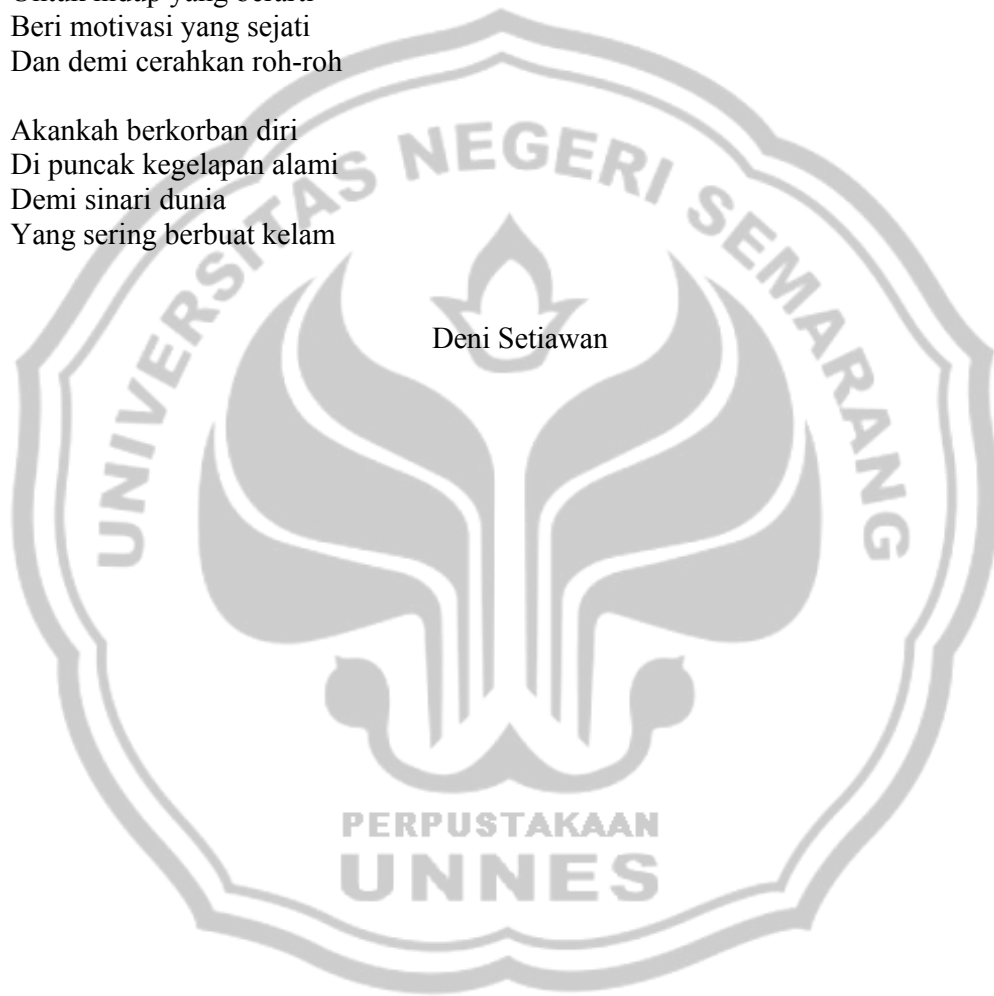 Beri motivasi yang sejati
Dan demi cerahkan roh-roh
Akankah berkorban diri
Di puncak kegelapan alami
Demi sinari dunia
Yang sering berbuat kelam
Deni Setiawan
UNIVERSITAS NEGERI SEMARANG
PERPUSTAKAAN
UNNES